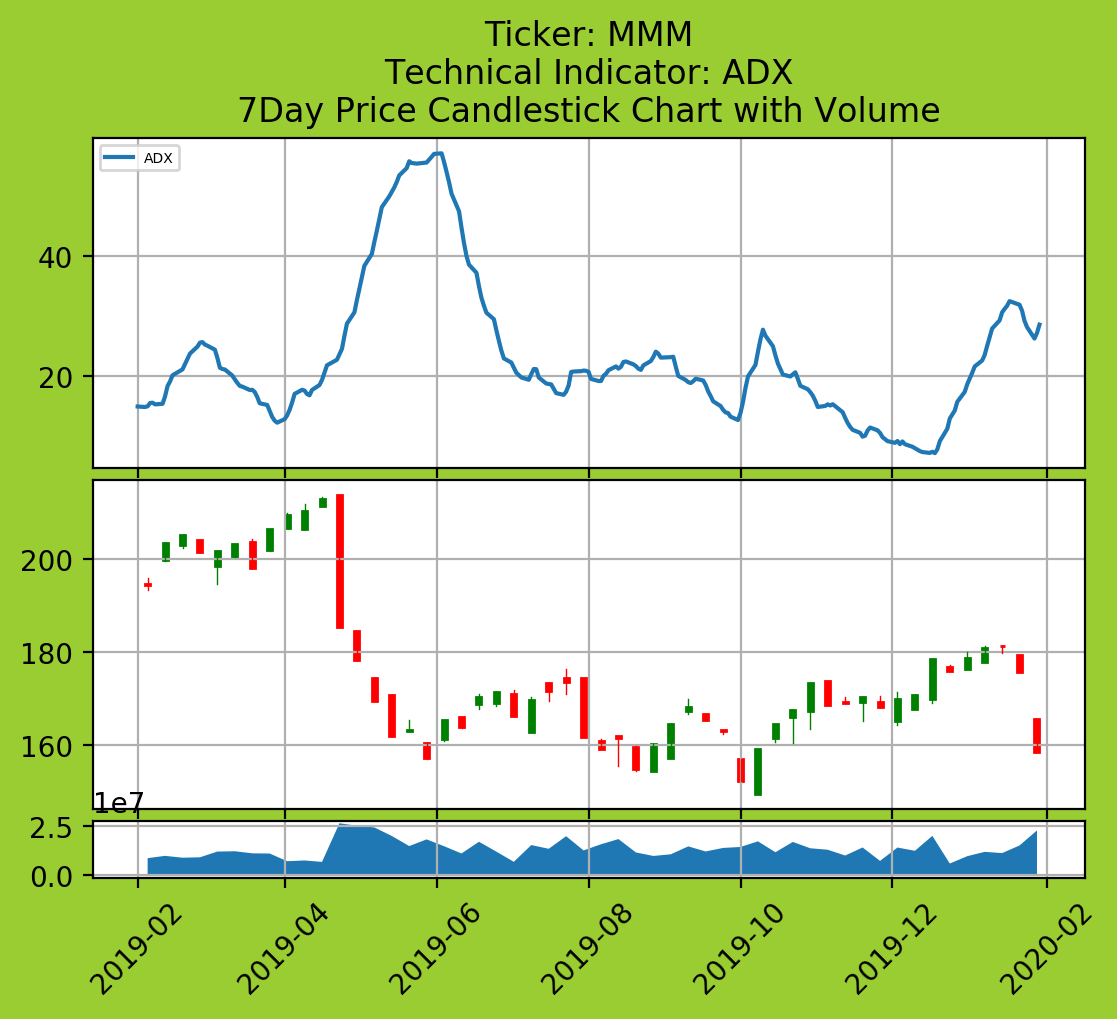 Ticker: MMM
Technical Indicator: ADX
7Day Price Candlestick Chart with Volume
ADX
40
20
200
180
160
1e7
2.5
0.0
2019-02
2019-04
2019-06
2019-08
2019-10
2019-12
2020-02